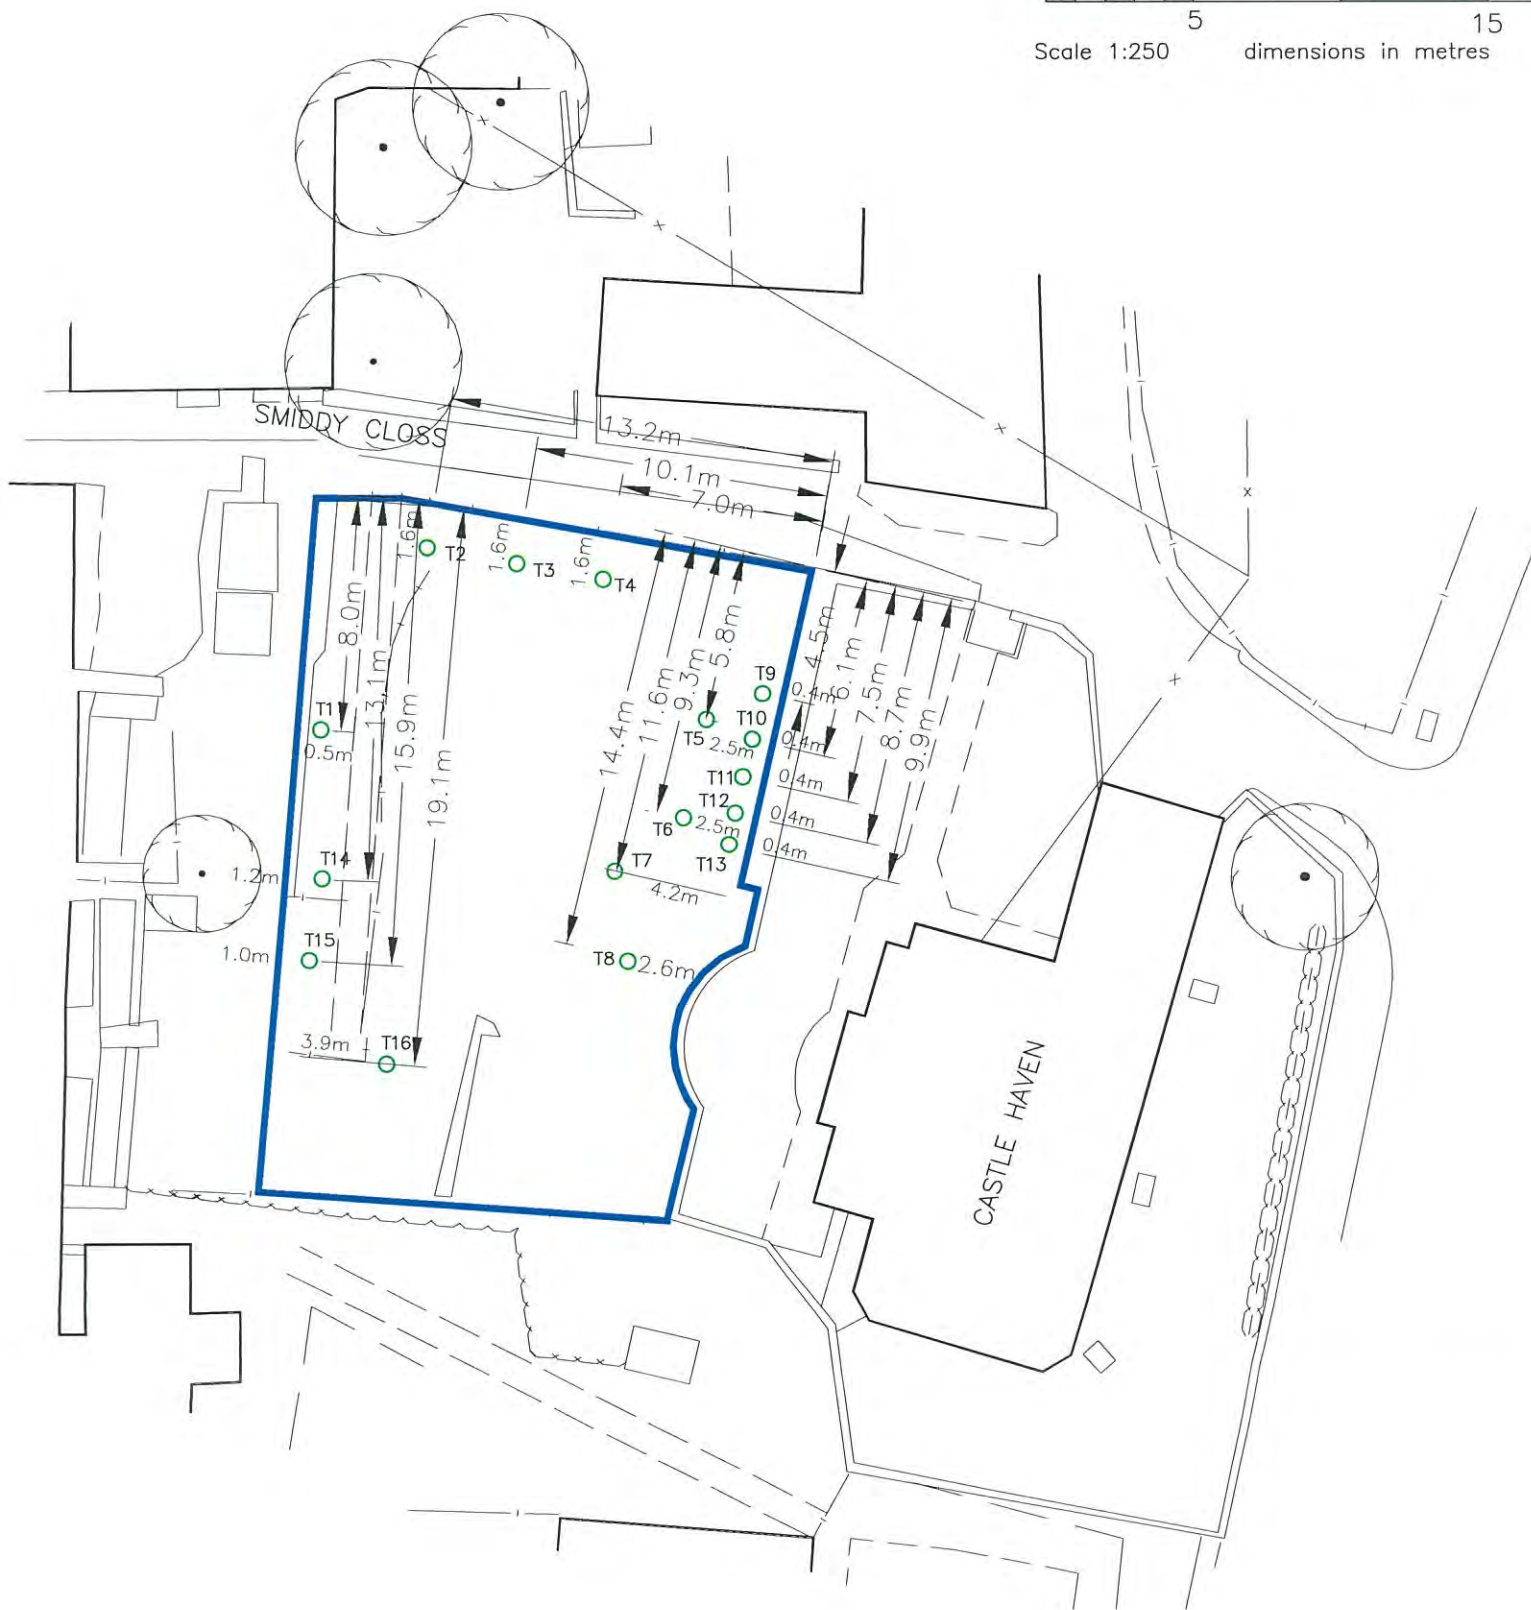 5
15
Scale 1:250
dimensions in metres
SMIDDY CLOSS
13.2m
10.1m
7.0m
1.6m
T2
1.6m
T3
1.6m
T4
8.0m
13.1m
15.9m
19.1m
14.4m
11.6m
9.3m
5.8m
4.5m
6.1m
7.5m
8.7m
9.9m
T9
0.4m
T1
0.5m
T5
2.5m
T10
0.4m
T11
0.4m
T12
0.4m
T6
2.5m
T13
0.4m
T7
4.2m
T14
1.2m
T15
1.0m
T8
2.6m
T16
3.9m
CASTLE HAVEN